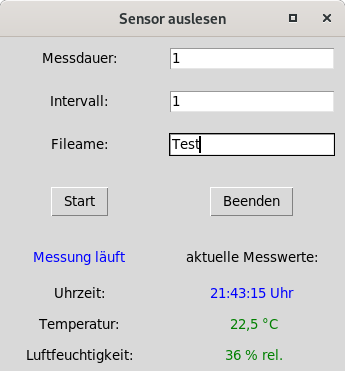 Sensor auslesen
Messdauer: 1
Intervall: 1
Fileame: Test
Start Beenden
Messung läuft aktuelle Messwerte:
Uhrzeit: 21:43:15 Uhr
Temperatur: 22,5 °C
Luftfeuchtigkeit: 36 % rel.